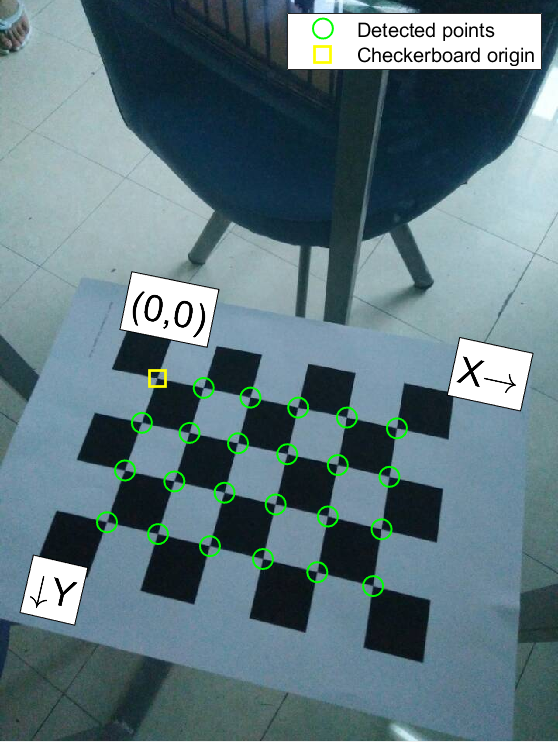 Detected points
Checkerboard origin
(0,0)
X→
↓Y